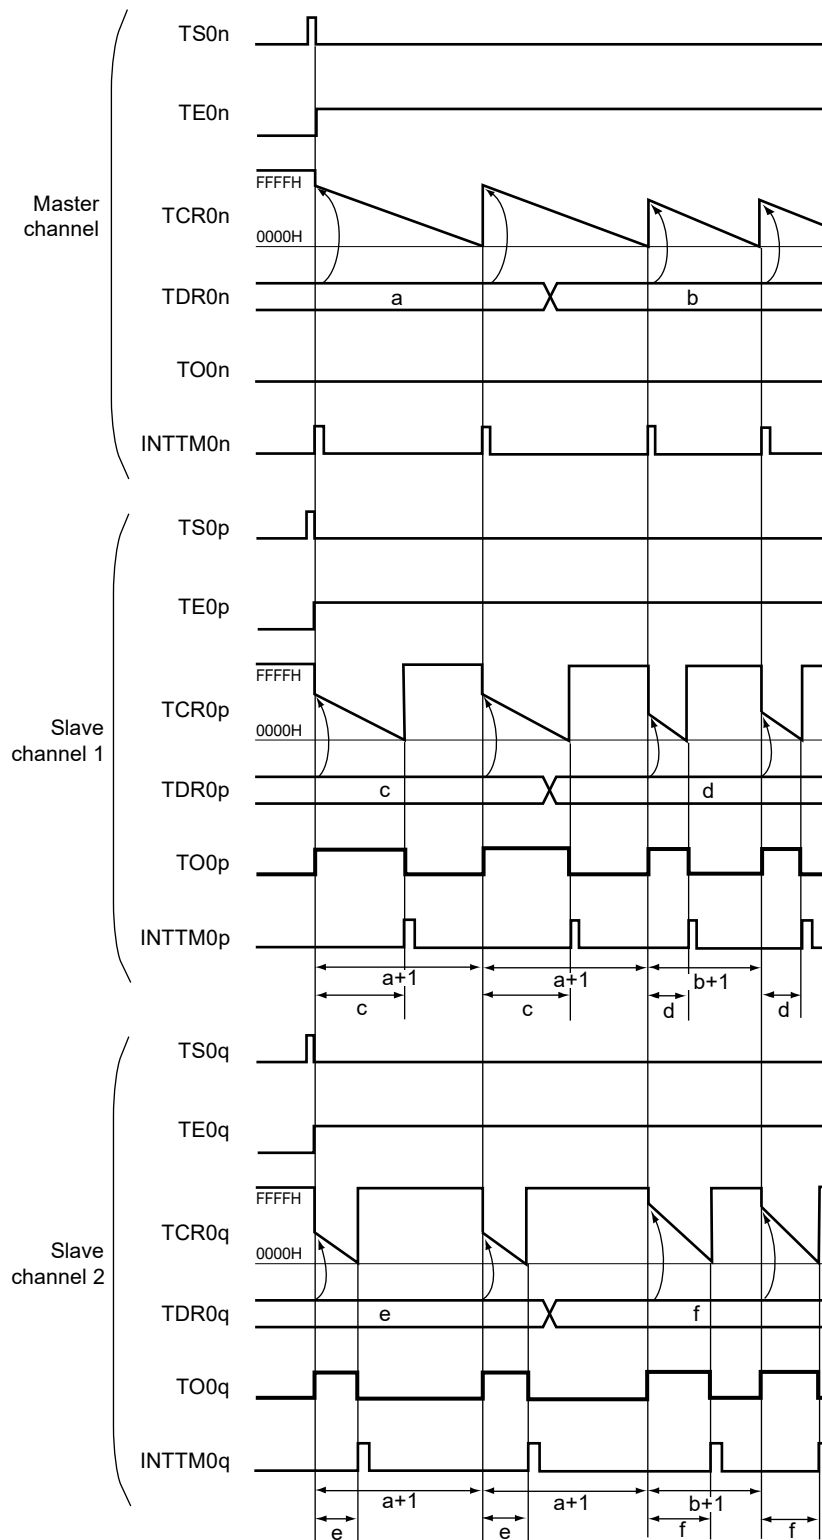 TS0n
TE0n
FFFFH
Master
channel
TCR0n
0000H
TDR0n
a
b
TO0n
INTTM0n
TS0p
TE0p
FFFFH
TCR0p
Slave
channel 1
0000H
TDR0p
c
d
TO0p
INTTM0p
a+1
a+1
b+1
c
c
d
d
TS0q
TE0q
FFFFH
TCR0q
Slave
channel 2
0000H
TDR0q
e
f
TO0q
INTTM0q
a+1
a+1
b+1
e
e
f
f